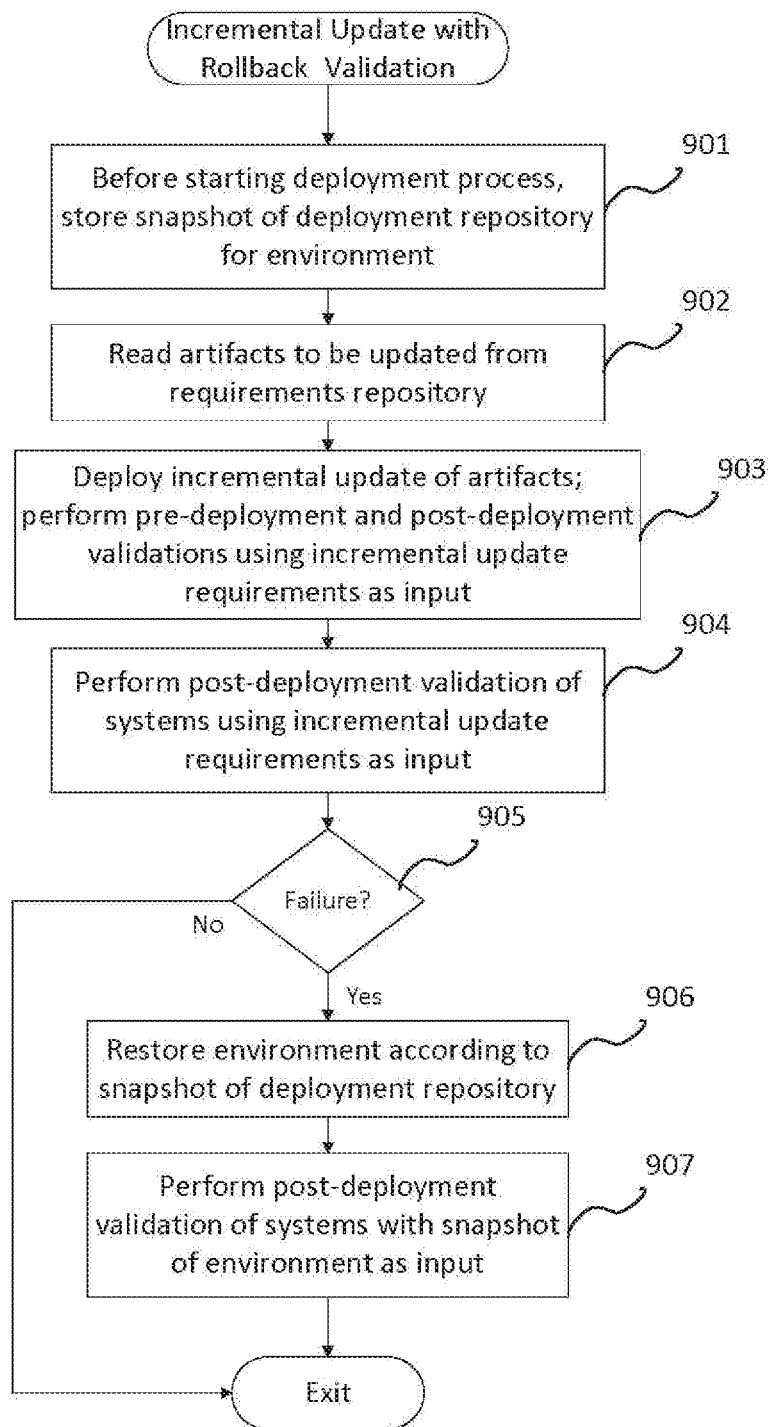 Incremental Update with
Rollback Validation
901
Before starting deployment process,
store snapshot of deployment repository
for environment
902
Read artifacts to be updated from
requirements repository
903
Deploy incremental update of artifacts;
perform pre-deployment and post-deployment
validations using incremental update
requirements as input
904
Perform post-deployment validation of
systems using incremental update
requirements as input
905
Failure?
No
Yes
906
Restore environment according to
snapshot of deployment repository
907
Perform post-deployment
validation of systems with snapshot
of environment as input
Exit